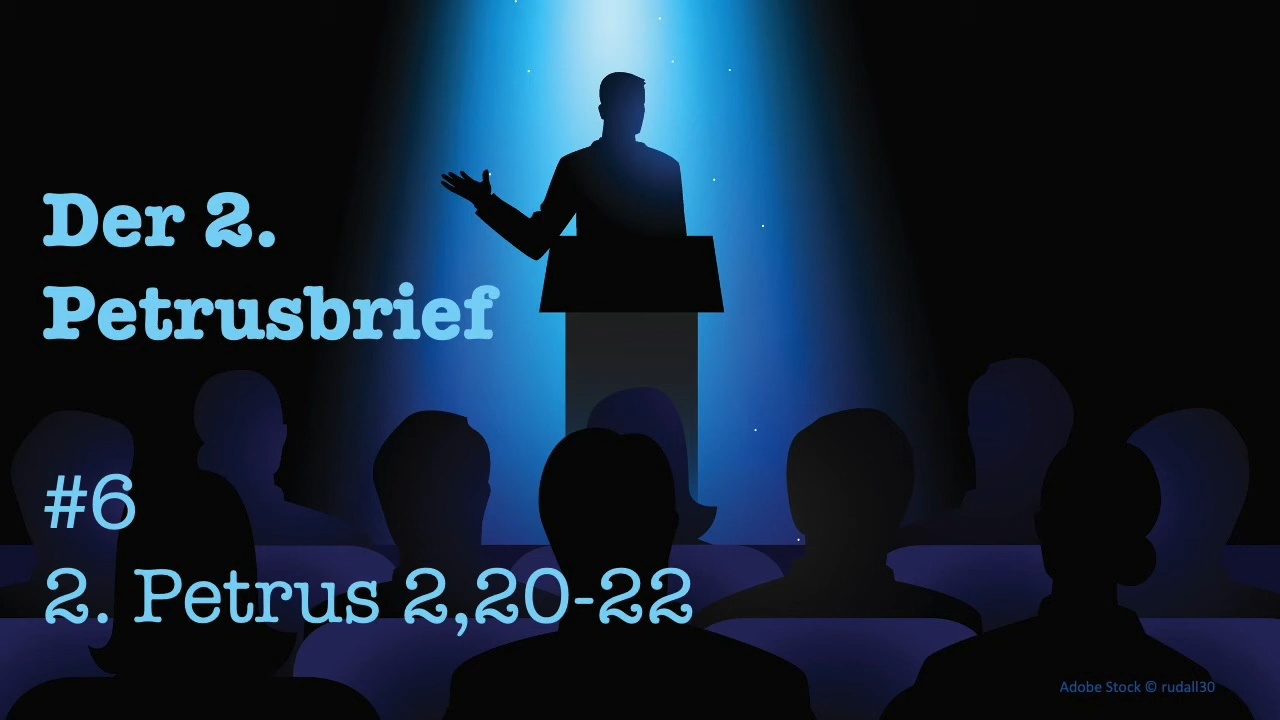 Der 2.
Petrusbrief
#6
2. Petrus 2,20-22
Adobe Stock © rudall30